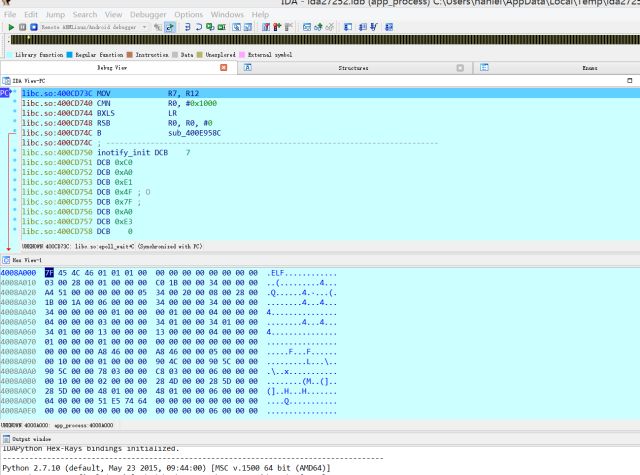 IDA - ida27252.idb (app_process) C:\Users\haniel\AppData\Local\Temp\ida2725
Edit Jump Search View Debugger Options Windows Help
Remote ARMLinux/Android debugger
Library function Regular function Instruction Data Unexplored External symbol
Debug View Structures Enums
IDA View-PC
PC libc.so:400CD73C MOV R7, R12
libc.so:400CD740 CMN R0, #0x1000
libc.so:400CD744 BXLS LR
libc.so:400CD748 RSB R0, R0, #0
libc.so:400CD74C B sub_400E958C
libc.so:400CD74C ; ---------------------------------------------------------------------------
libc.so:400CD750 inotify_init DCB 7
libc.so:400CD751 DCB 0xC0
libc.so:400CD752 DCB 0xA0
libc.so:400CD753 DCB 0xE1
libc.so:400CD754 DCB 0x4F ; O
libc.so:400CD755 DCB 0x7F ;
libc.so:400CD756 DCB 0xA0
libc.so:400CD757 DCB 0xE3
libc.so:400CD758 DCB 0
UNKNOWN 400CD73C: libc.so:epoll_wait+C (Synchronized with PC)
Hex View-1
4008A000 7F 45 4C 46 01 01 01 00 00 00 00 00 00 00 00 00 .ELF............
4008A010 03 00 28 00 01 00 00 00 C0 1B 00 00 34 00 00 00 ..(.........4...
4008A020 A4 51 00 00 00 00 00 05 34 00 20 00 08 00 28 00 .Q......4.·...(.
4008A030 1B 00 1A 00 06 00 00 00 34 00 00 00 34 00 00 00 ........4...4...
4008A040 34 00 00 00 00 01 00 00 00 01 00 00 04 00 00 00 4...............
4008A050 04 00 00 00 03 00 00 00 34 01 00 00 34 01 00 00 ........4...4...
4008A060 34 01 00 00 13 00 00 00 13 00 00 00 04 00 00 00 4...............
4008A070 01 00 00 00 01 00 00 00 00 00 00 00 00 00 00 00 ................
4008A080 00 00 00 00 A8 46 00 00 A8 46 00 00 05 00 00 00 .....F...F......
4008A090 00 10 00 00 01 00 00 00 90 4C 00 00 90 5C 00 00 .........L...\..
4008A0A0 90 5C 00 00 78 03 00 00 C8 03 00 00 06 00 00 00 .\..x...........
4008A0B0 00 10 00 00 02 00 00 00 28 4D 00 00 28 5D 00 00 ........(M..(]..
4008A0C0 28 5D 00 00 48 01 00 00 48 01 00 00 06 00 00 00 (]..H...H.......
4008A0D0 04 00 00 00 51 E5 74 64 00 00 00 00 00 00 00 00 ....Q...........
4008A0E0 00 00 00 00 00 00 00 00 00 00 00 00 06 00 00 00 ................
UNKNOWN 4008A000: app_process:4008A000
Output window
IDAPython Hex-Rays bindings initialized.
---------------------------------------------------------------------------------------------
Python 2.7.10 (default, May 23 2015, 09:44:00) [MSC v.1500 64 bit (AMD64)]